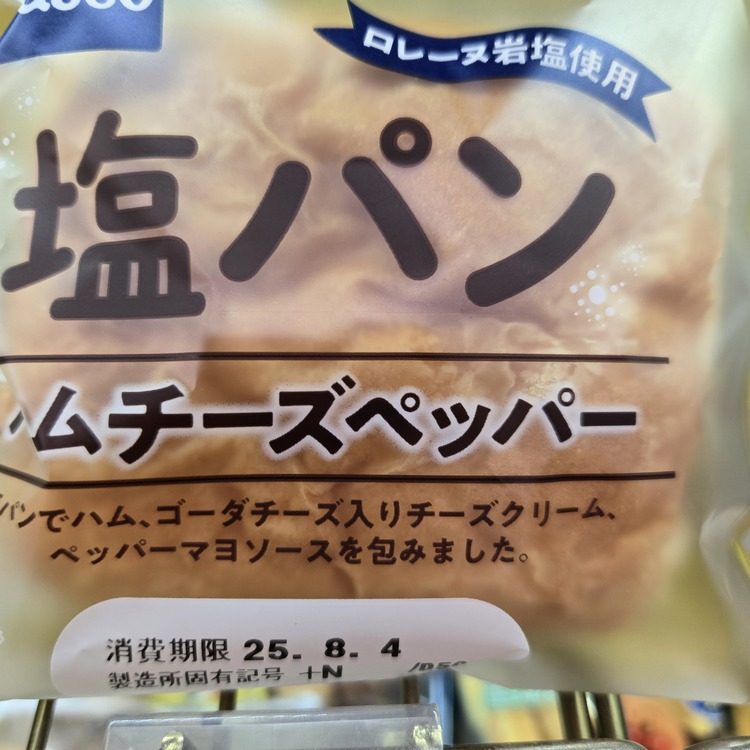 ロレーヌ岩塩使用
塩パン
ハムチーズペッパー
パンでハム、ゴーダチーズ入りチーズクリーム、
ペッパーマヨソースを包みました。
消費期限 25. 8. 4
製造所固有記号 +N